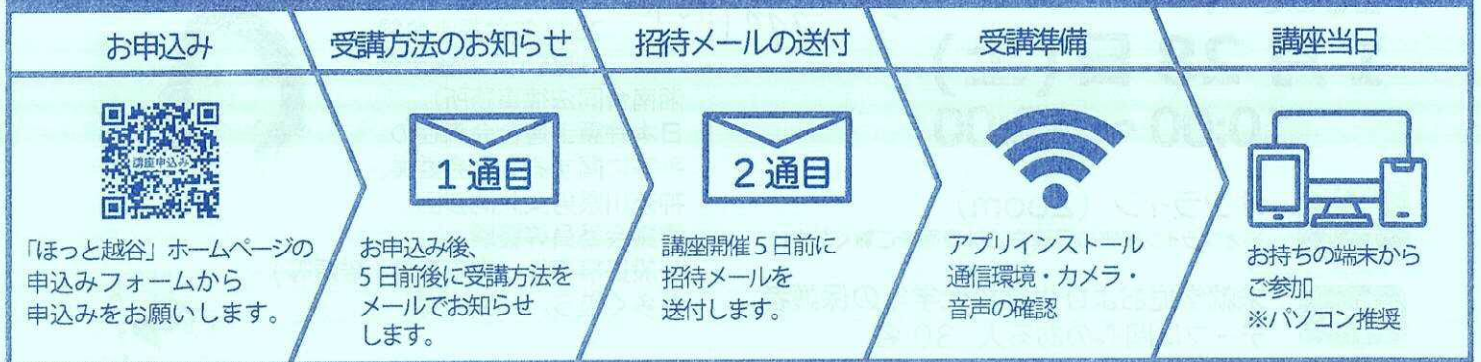 お申込み
受講方法のお知らせ
招待メールの送付
受講準備
講座当日
講座申込み
1通目
2通目
「ほっと越谷」ホームページの
申込みフォームから
申込みをお願いします。
お申込み後、
5日前後に受講方法を
メールでお知らせ
します。
講座開催5日前に
招待メールを
送付します。
アプリインストール
通信環境・カメラ・
音声の確認
お持ちの端末から
ご参加
※パソコン推奨